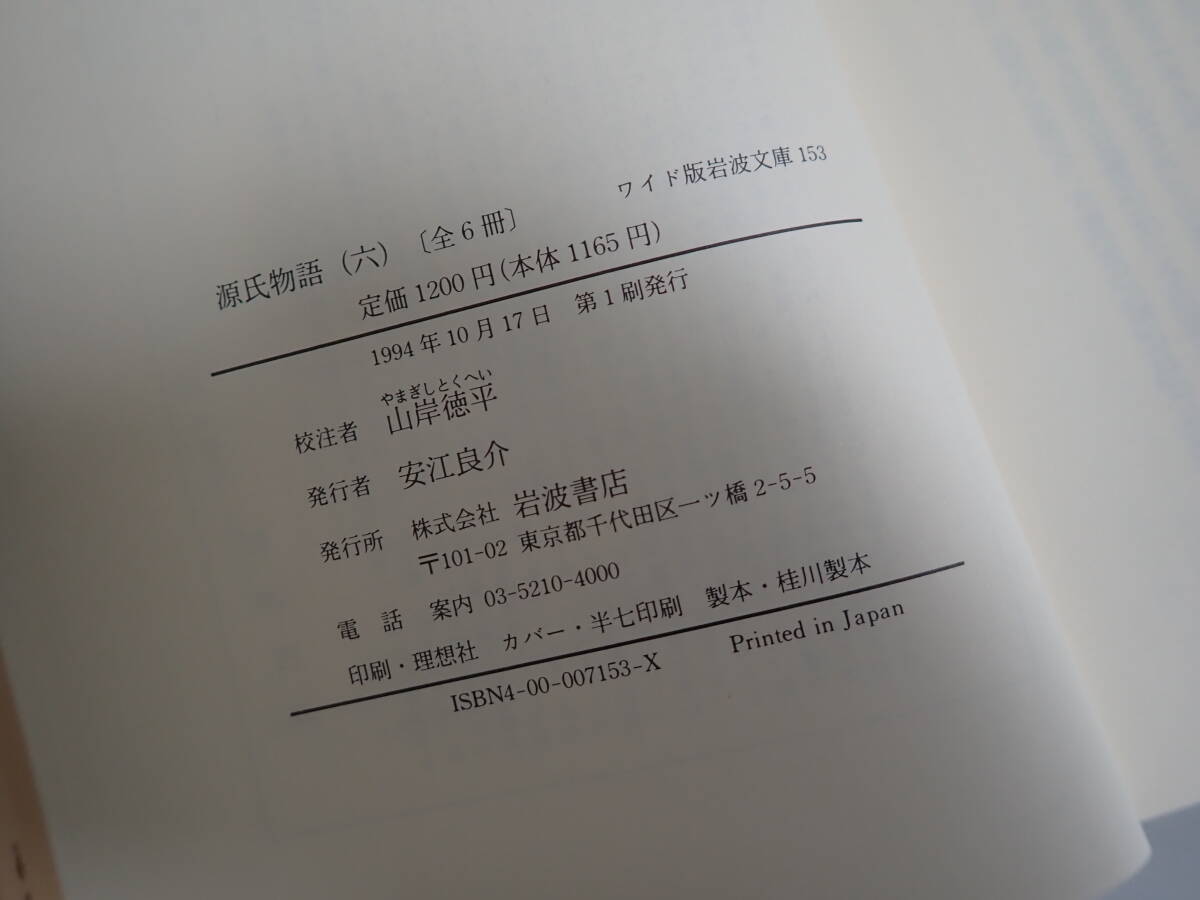 源氏物語（六）〔全6冊〕 ワイド版岩波文庫 153
定価 1200 円（本体 1165 円）
1994 年 10 月 17 日 第 1 刷発行
やまぎしとくへい
校注者 山岸徳平
発行者 安江良介
発行所 株式会社 岩波書店
〒101-02 東京都千代田区一ツ橋 2-5-5
電話 案内 03-5210-4000
印刷・理想社 カバー・半七印刷 製本・桂川製本
ISBN4-00-007153-X Printed in Japan